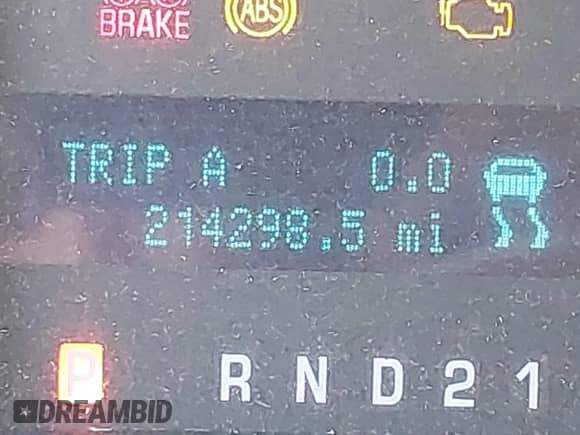 BRAKE
ABS
TRIP A 0.0
214298.5 mi
P R N D 2 1
DREAMBID